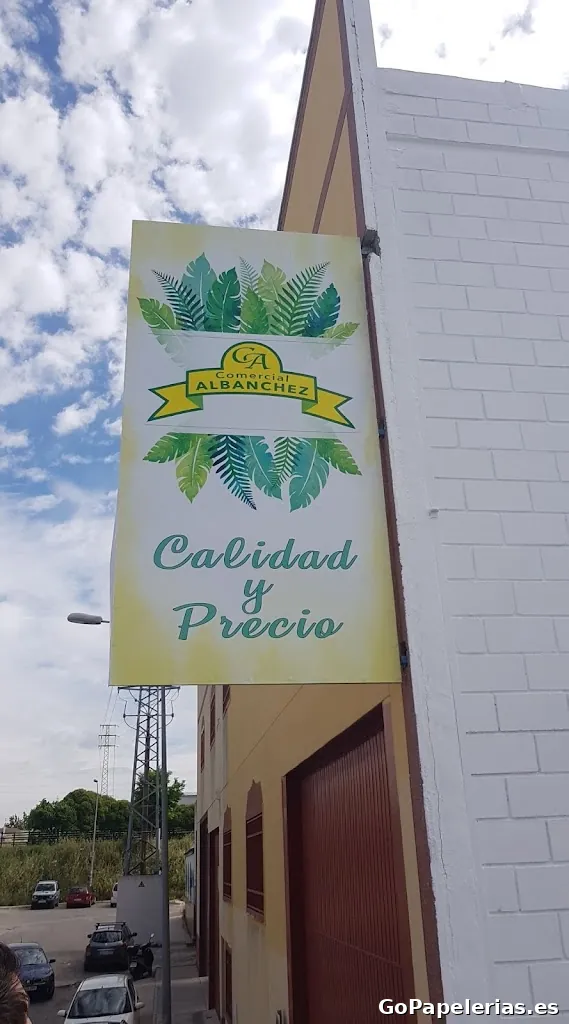 CA
Comercial
ALBANCHEZ
Calidad
y
Precio
GoPapelerias.es